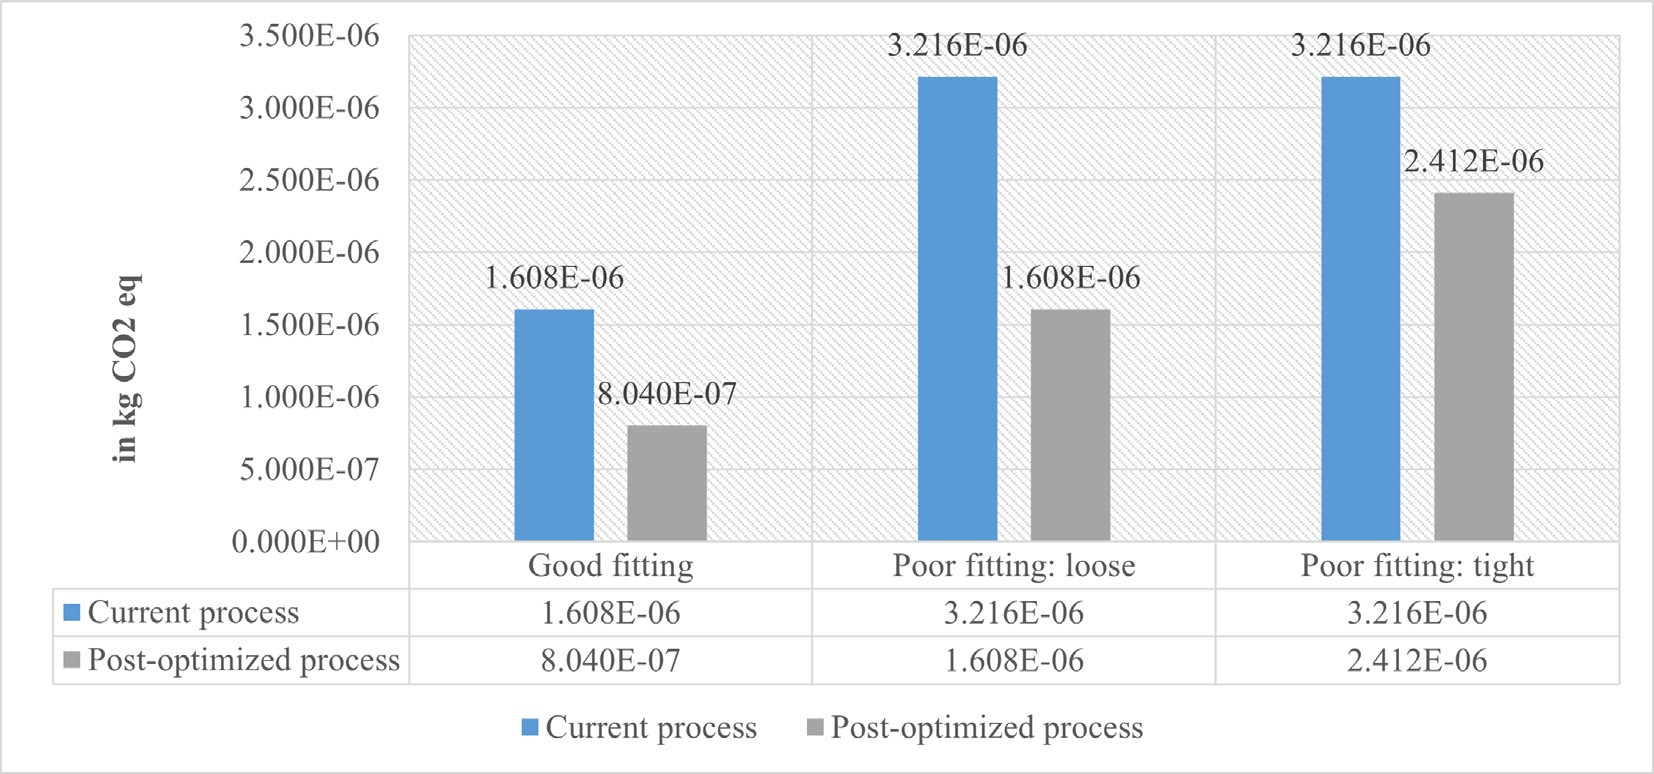 3.500E-06
3.000E-06
2.500E-06
2.000E-06
1.500E-06
1.000E-06
5.000E-07
0.000E+00
in kg CO2 eq
1.608E-06
8.040E-07
3.216E-06
1.608E-06
3.216E-06
2.412E-06
Good fitting Poor fitting: loose Poor fitting: tight
Current process 1.608E-06 3.216E-06 3.216E-06
Post-optimized process 8.040E-07 1.608E-06 2.412E-06
Current process Post-optimized process